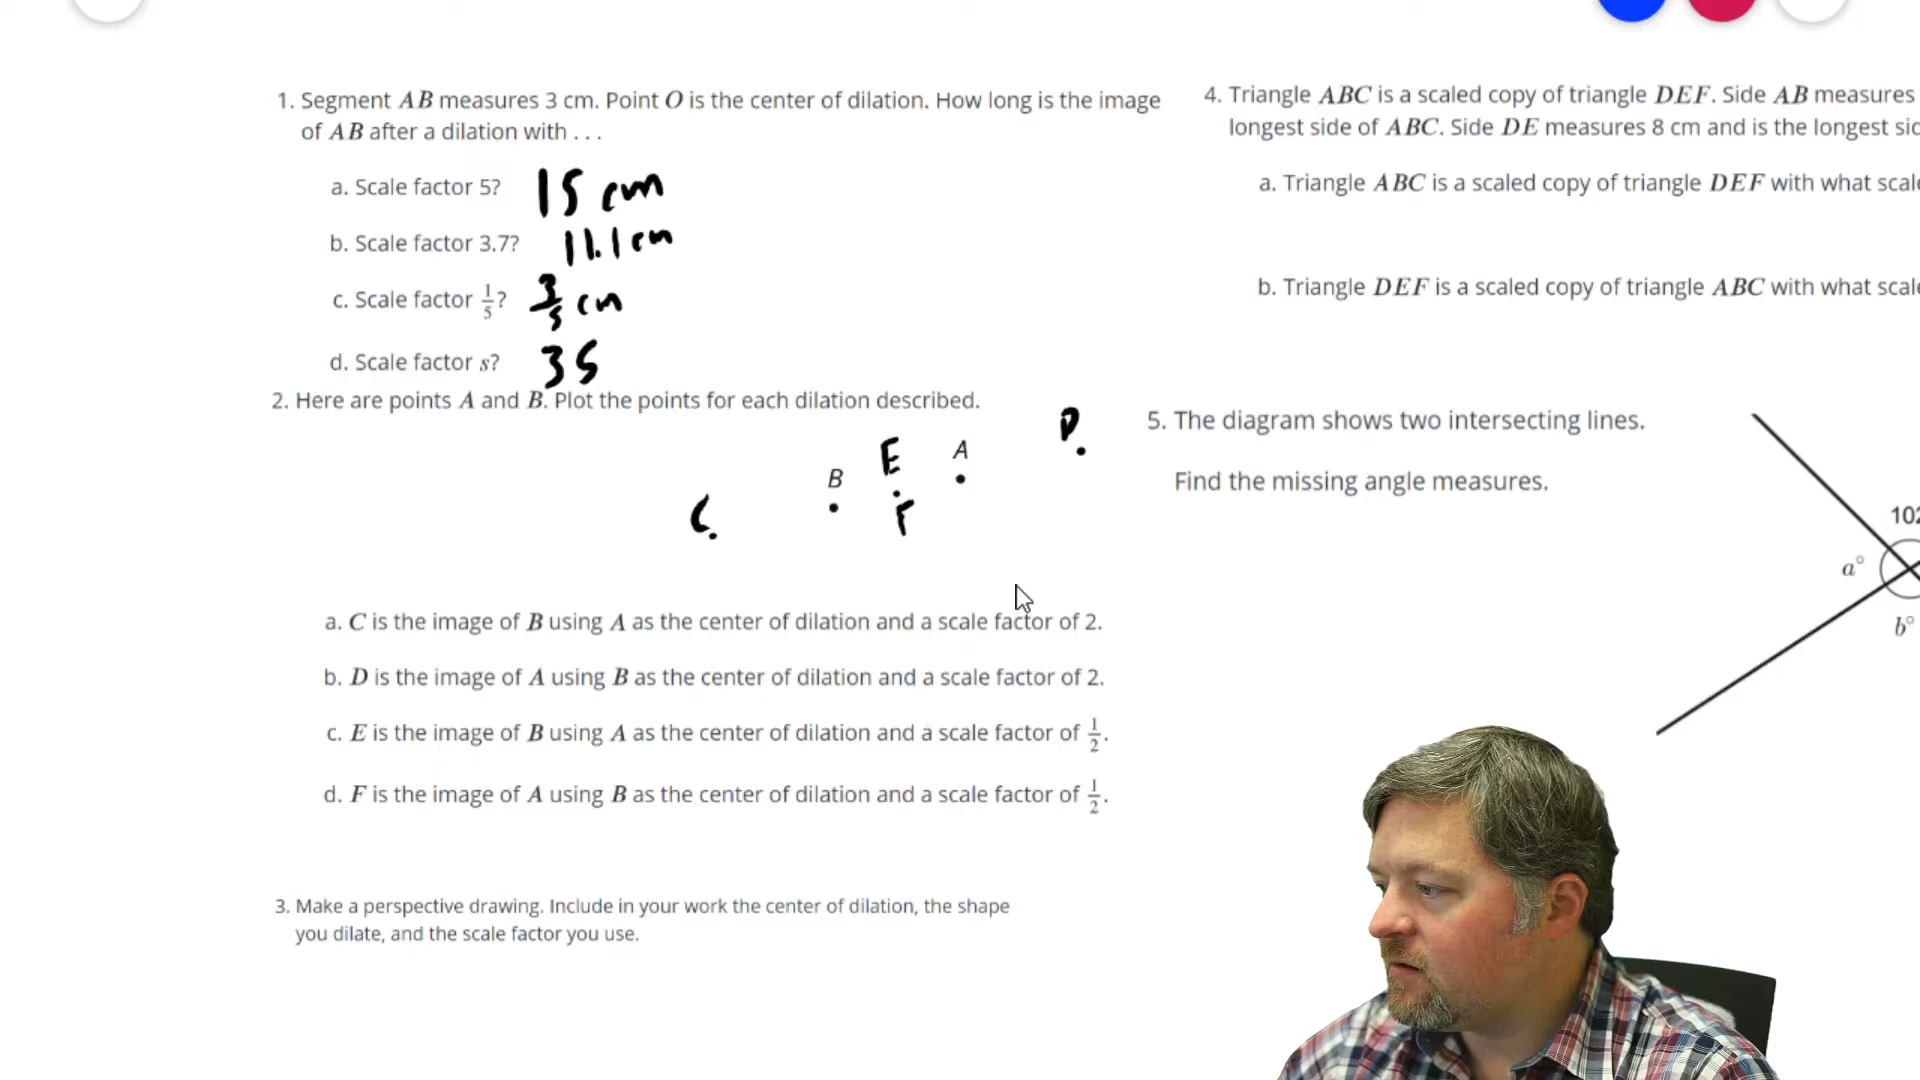 1. Segment AB measures 3 cm. Point O is the center of dilation. How long is the image
of AB after a dilation with . . .
a. Scale factor 5? 15 cm
b. Scale factor 3.7? 11.1 cm
c. Scale factor 1/5? 3/5 cm
d. Scale factor s? 3s
2. Here are points A and B. Plot the points for each dilation described.
D
E A
B
C F
a. C is the image of B using A as the center of dilation and a scale factor of 2.
b. D is the image of A using B as the center of dilation and a scale factor of 2.
c. E is the image of B using A as the center of dilation and a scale factor of 1/2.
d. F is the image of A using B as the center of dilation and a scale factor of 1/2.
3. Make a perspective drawing. Include in your work the center of dilation, the shape
you dilate, and the scale factor you use.
4. Triangle ABC is a scaled copy of triangle DEF. Side AB measures
longest side of ABC. Side DE measures 8 cm and is the longest
a. Triangle ABC is a scaled copy of triangle DEF with what
b. Triangle DEF is a scaled copy of triangle ABC with what
5. The diagram shows two intersecting lines.
Find the missing angle measures.
a°
b°